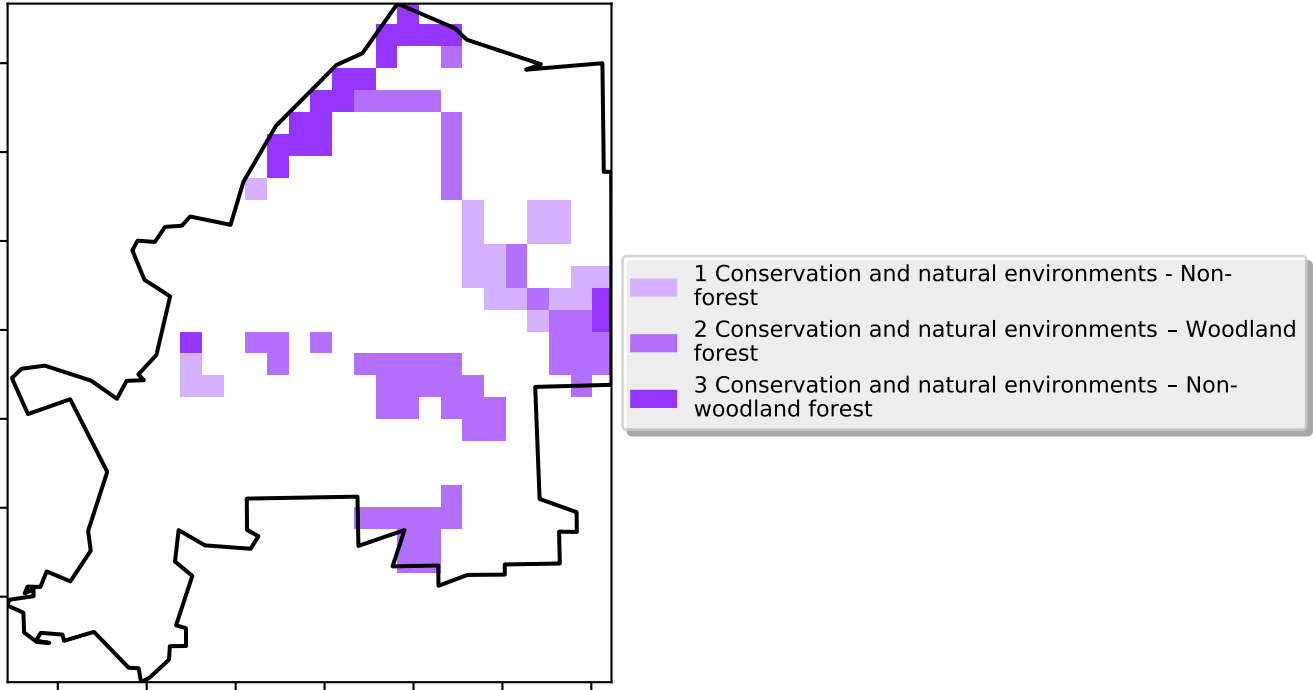 1 Conservation and natural environments - Non-
forest
2 Conservation and natural environments – Woodland
forest
3 Conservation and natural environments – Non-
woodland forest